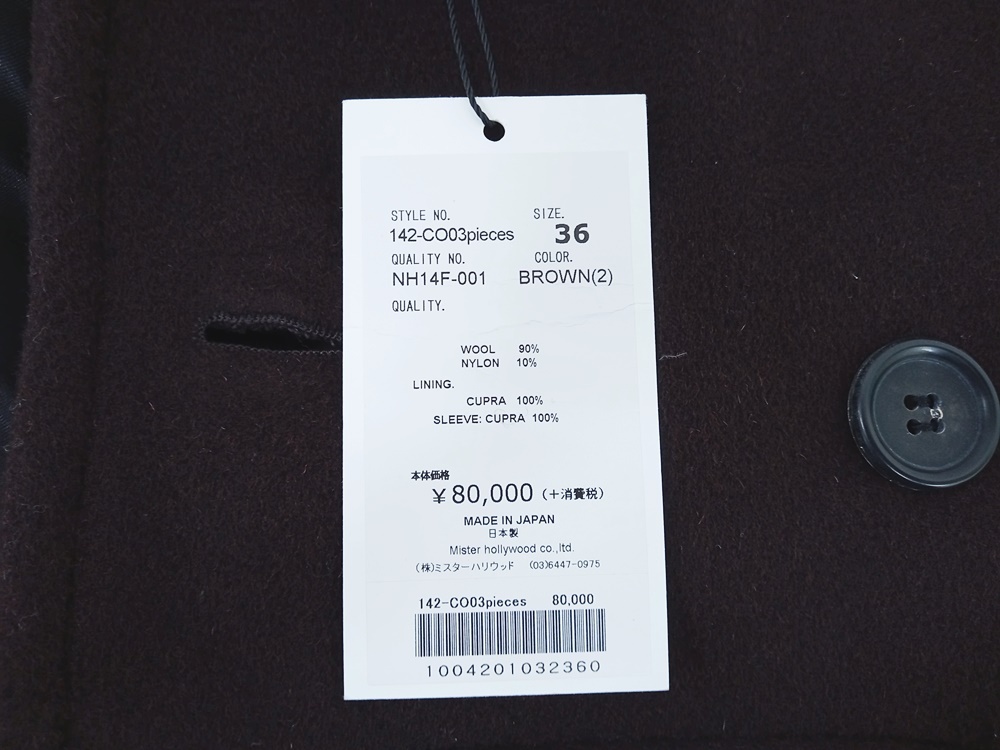 STYLE NO. SIZE.
142-CO03pieces 36
QUALITY NO. COLOR.
NH14F-001 BROWN(2)
QUALITY.
WOOL 90%
NYLON 10%
LINING.
CUPRA 100%
SLEEVE: CUPRA 100%
本体価格
¥80,000 (+消費税)
MADE IN JAPAN
日本製
Mister hollywood co.,ltd.
(株)ミスターハリウッド (03)6447-0975
142-CO03pieces 80,000
1004201032360